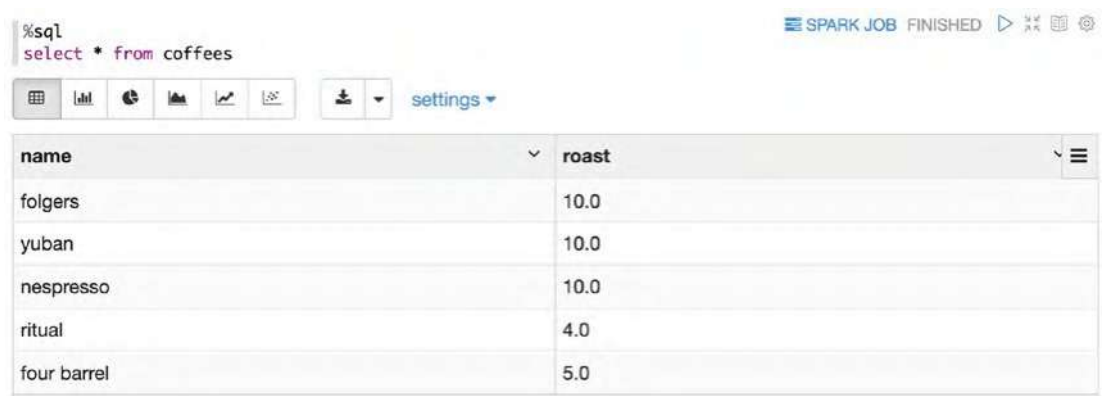 %sql
select * from coffees
SPARK JOB FINISHED
settings
name roast
folgers 10.0
yuban 10.0
nespresso 10.0
ritual 4.0
four barrel 5.0